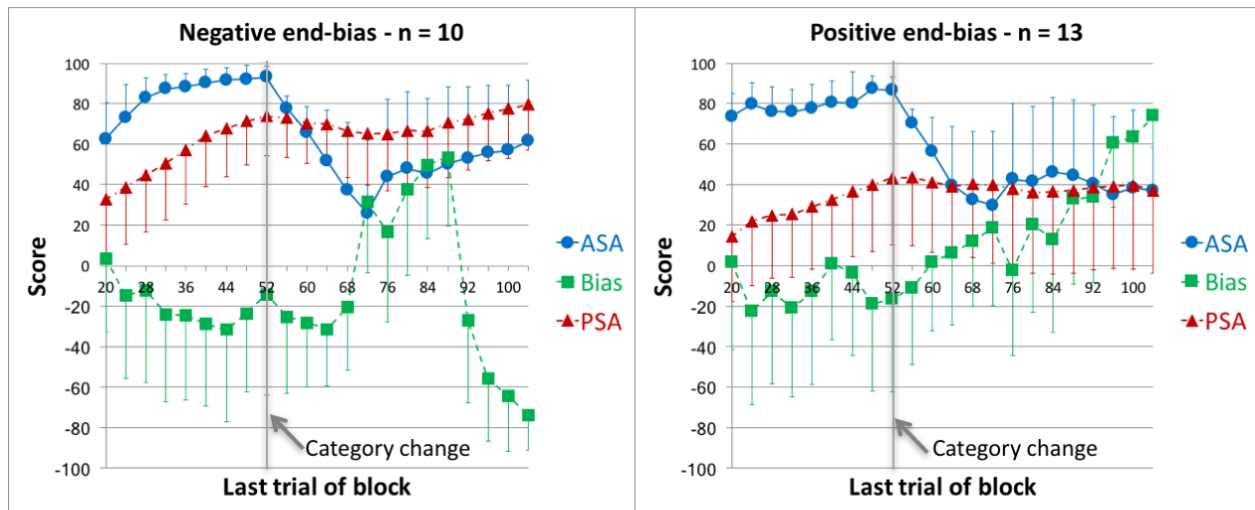 Negative end-bias - n = 10
100
80
60
40
20
0
-20
-40
-60
-80
-100
20 28 36 44 52 60 68 76 84 92 100
Score
ASA
Bias
PSA
Category change
Last trial of block
Positive end-bias - n = 13
100
80
60
40
20
0
-20
-40
-60
-80
-100
20 28 36 44 52 60 68 76 84 92 100
Score
ASA
Bias
PSA
Category change
Last trial of block